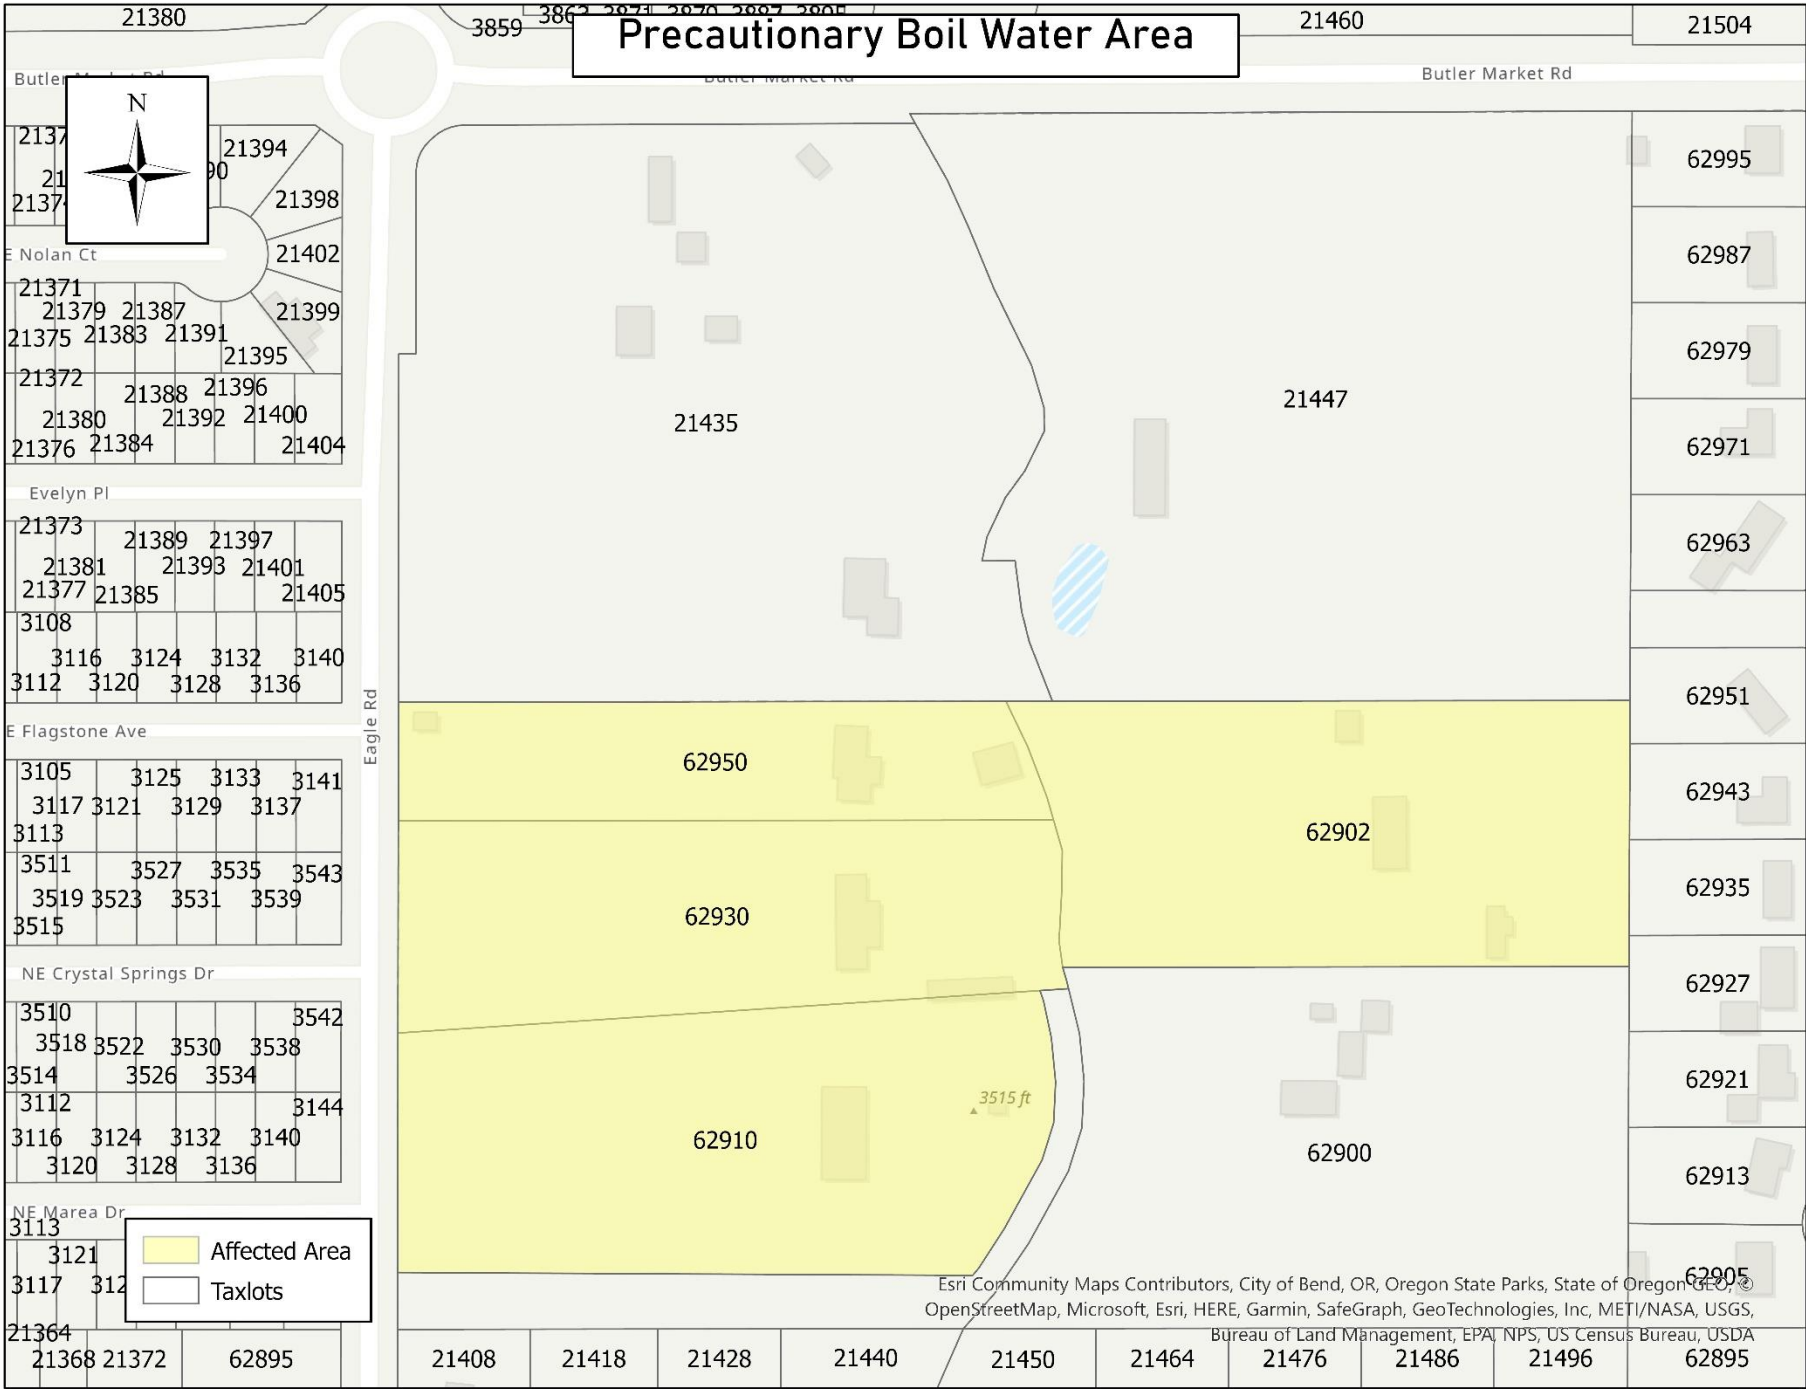 Precautionary Boil Water Area
21380
3859
21460
21504
Butler Market Rd
N
21394
21398
21402
21399
E Nolan Ct
21371
21379 21387
21375 21383 21391
21395
21372
21388 21396
21380 21392 21400
21376 21384 21404
Evelyn Pl
21373
21389 21397
21381 21393 21401
21377 21385 21405
3108
3116 3124 3132 3140
3112 3120 3128 3136
E Flagstone Ave
3105 3125 3133 3141
3117 3121 3129 3137
3113
3511 3527 3535 3543
3519 3523 3531 3539
3515
NE Crystal Springs Dr
3510 3542
3518 3522 3530 3538
3514 3526 3534
3112 3144
3116 3124 3132 3140
3120 3128 3136
NE Marea Dr
3113
3121
3117
21364
21368 21372 62895
Eagle Rd
21435
21447
62950
62902
62930
62910
3515 ft
62900
62995
62987
62979
62971
62963
62951
62943
62935
62927
62921
62913
62905
Affected Area
Taxlots
Esri Community Maps Contributors, City of Bend, OR, Oregon State Parks, State of Oregon GEO, ©
OpenStreetMap, Microsoft, Esri, HERE, Garmin, SafeGraph, GeoTechnologies, Inc, METI/NASA, USGS,
Bureau of Land Management, EPA, NPS, US Census Bureau, USDA
21408 21418 21428 21440 21450 21464 21476 21486 21496 62895